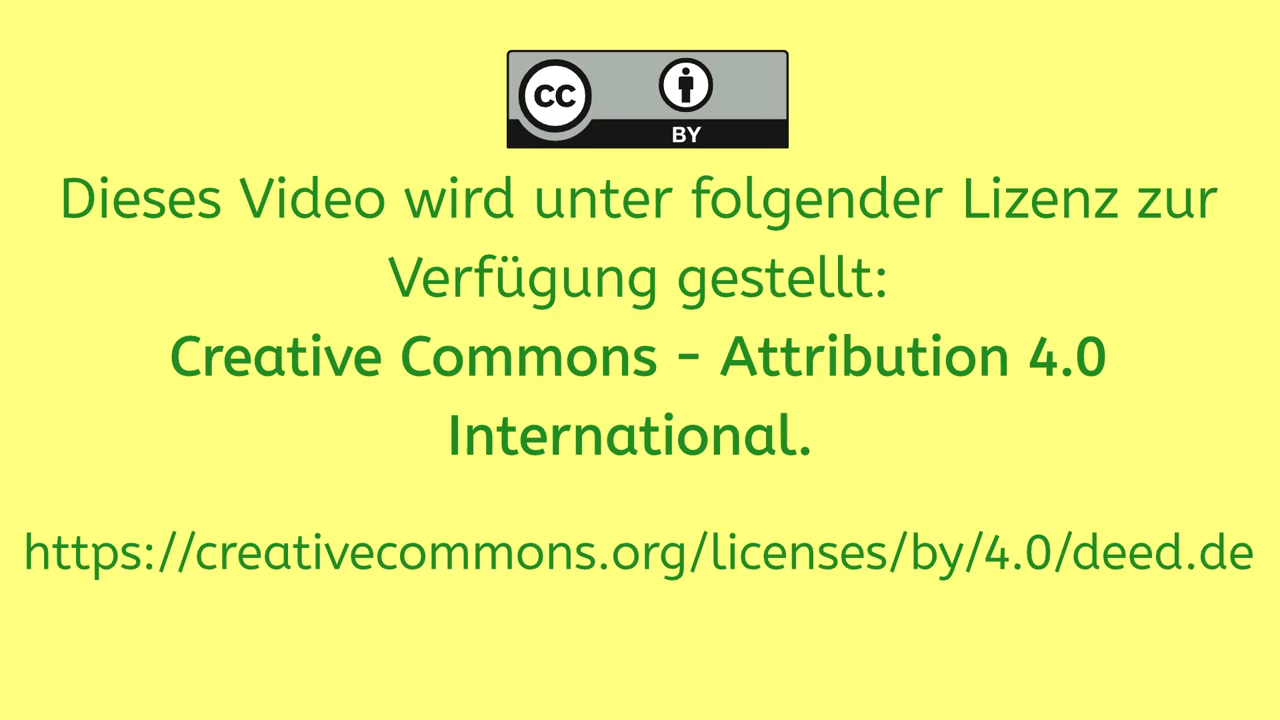 CC
BY
Dieses Video wird unter folgender Lizenz zur
Verfügung gestellt:
Creative Commons - Attribution 4.0
International.
https://creativecommons.org/licenses/by/4.0/deed.de